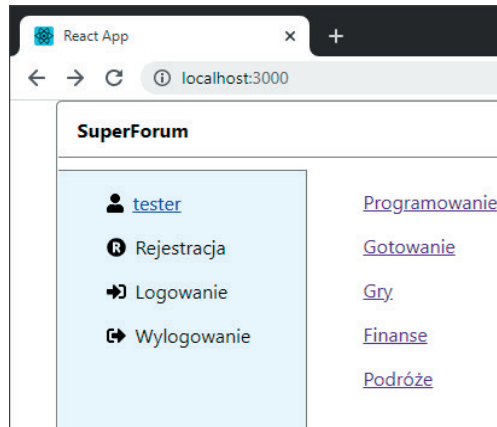 React App
localhost:3000
SuperForum
tester
Rejestracja
Logowanie
Wylogowanie
Programowanie
Gotowanie
Gry
Finanse
Podróże